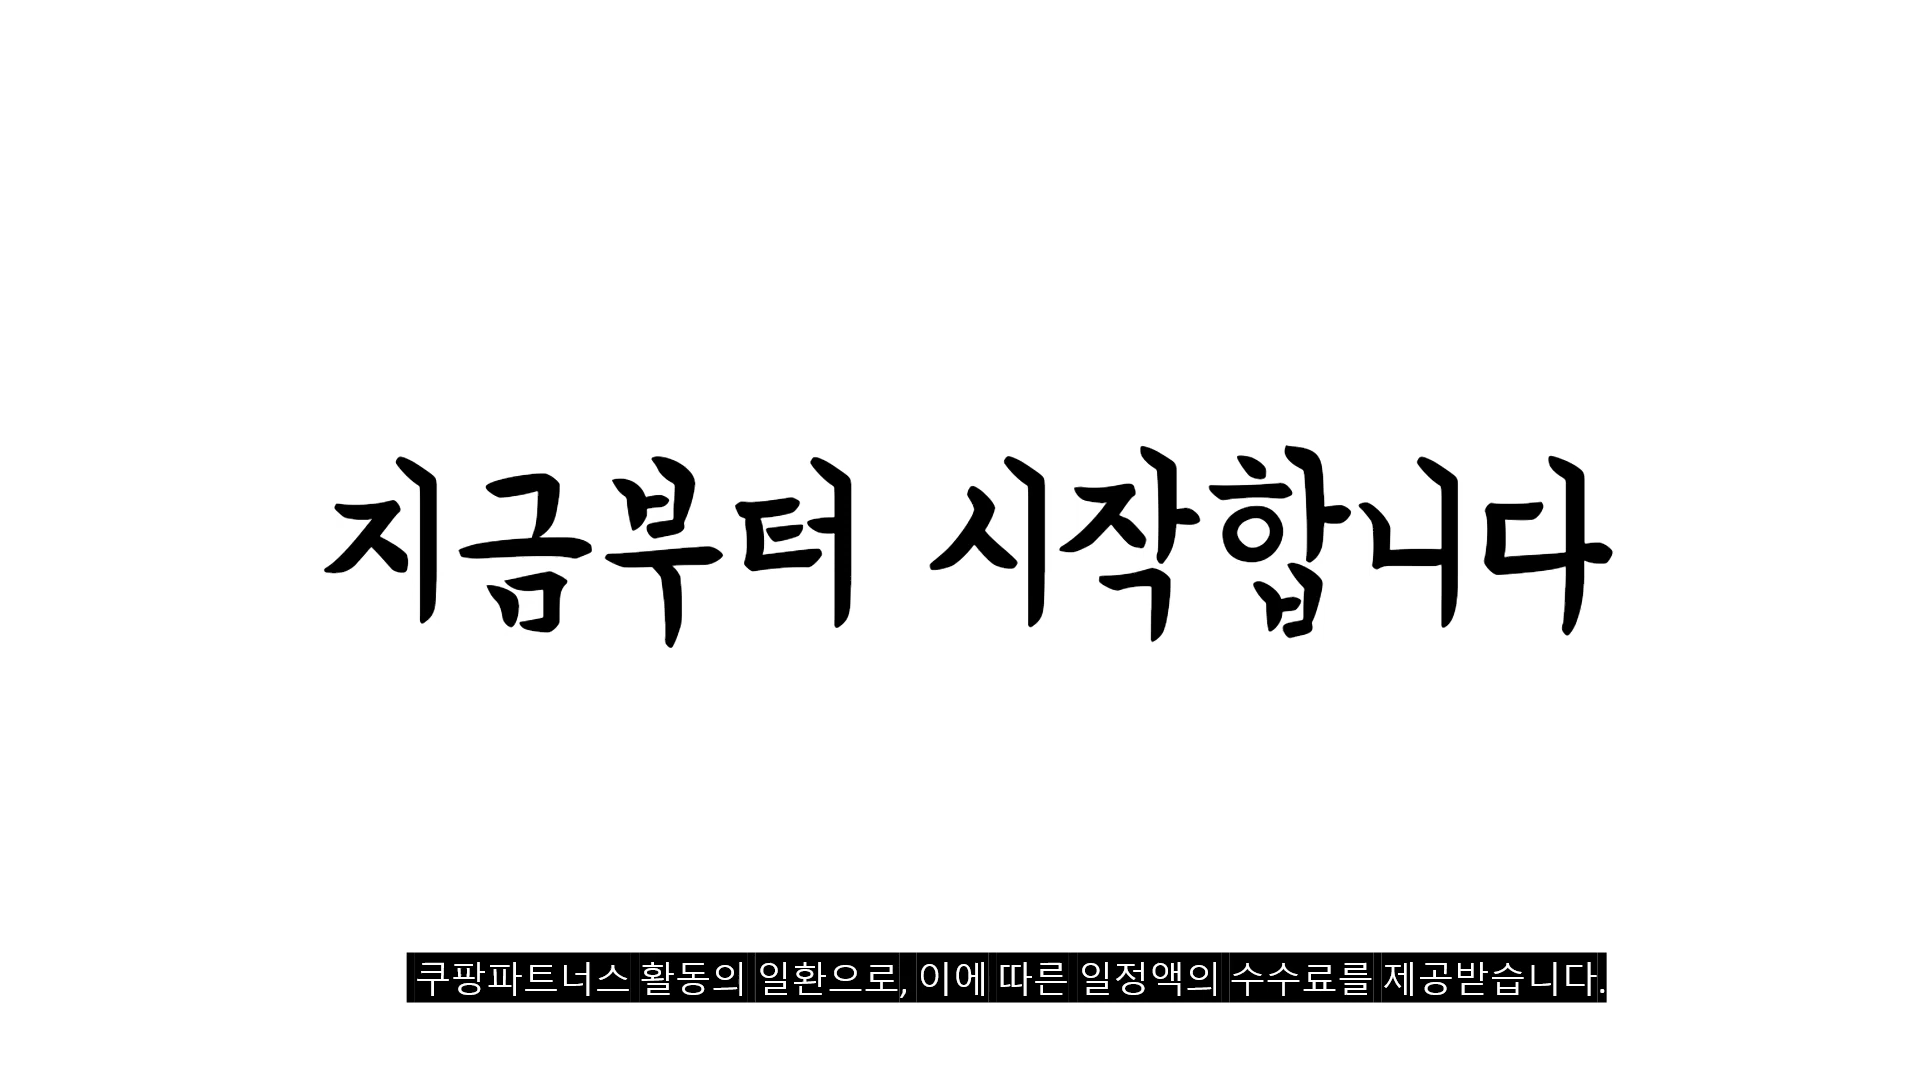 지금부터 시작합니다
쿠팡파트너스 활동의 일환으로, 이에 따른 일정액의 수수료를 제공받습니다.